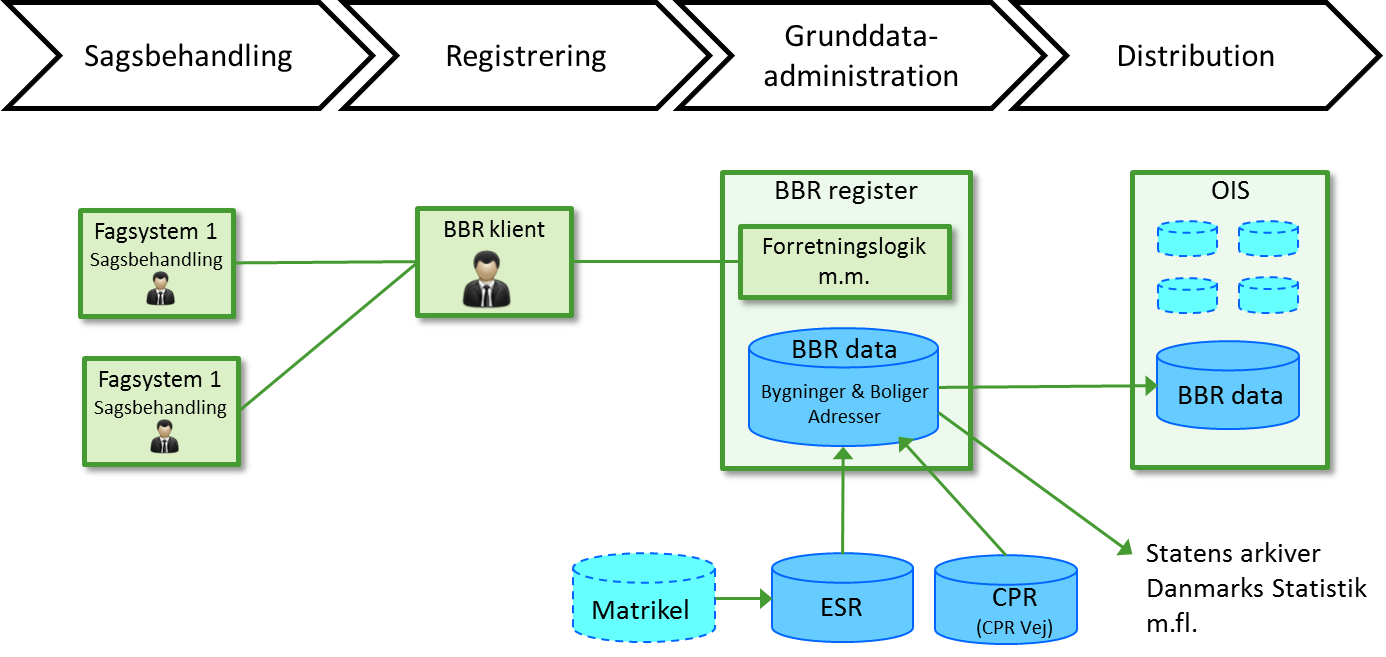 Sagsbehandling
Registrering
Grunddata-
administration
Distribution
Fagsystem 1
Sagsbehandling
Fagsystem 1
Sagsbehandling
BBR klient
BBR register
Forretningslogik
m.m.
BBR data
Bygninger & Boliger
Adresser
OIS
BBR data
Matrikel
ESR
CPR
(CPR Vej)
Statens arkiver
Danmarks Statistik
m.fl.